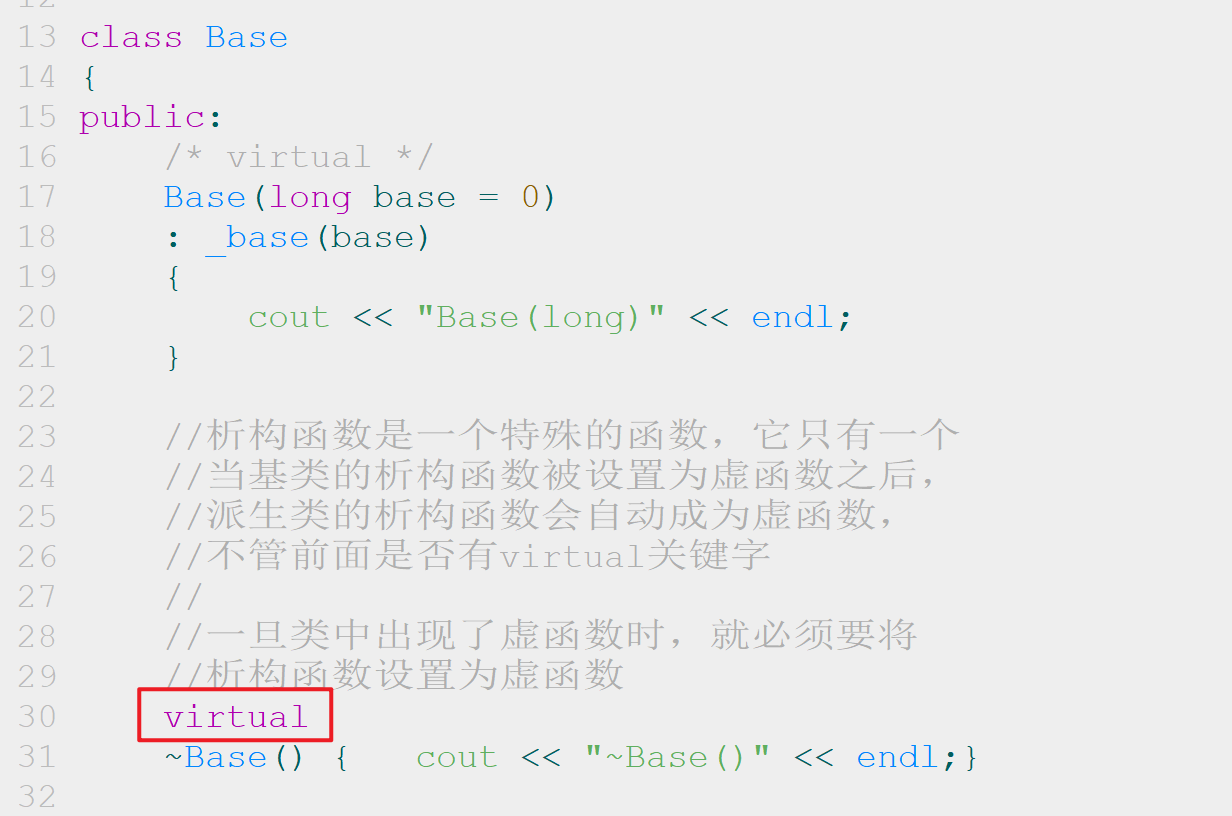 12
13 class Base
14 {
15 public:
16     /* virtual */
17     Base(long base = 0)
18     : _base(base)
19     {
20         cout << "Base(long)" << endl;
21     }
22
23     //析构函数是一个特殊的函数，它只有一个
24     //当基类的析构函数被设置为虚函数之后，
25     //派生类的析构函数会自动成为虚函数，
26     //不管前面是否有virtual关键字
27     //
28     //一旦类中出现了虚函数时，就必须要将
29     //析构函数设置为虚函数
30     virtual
31     ~Base() {   cout << "~Base()" << endl;}
32